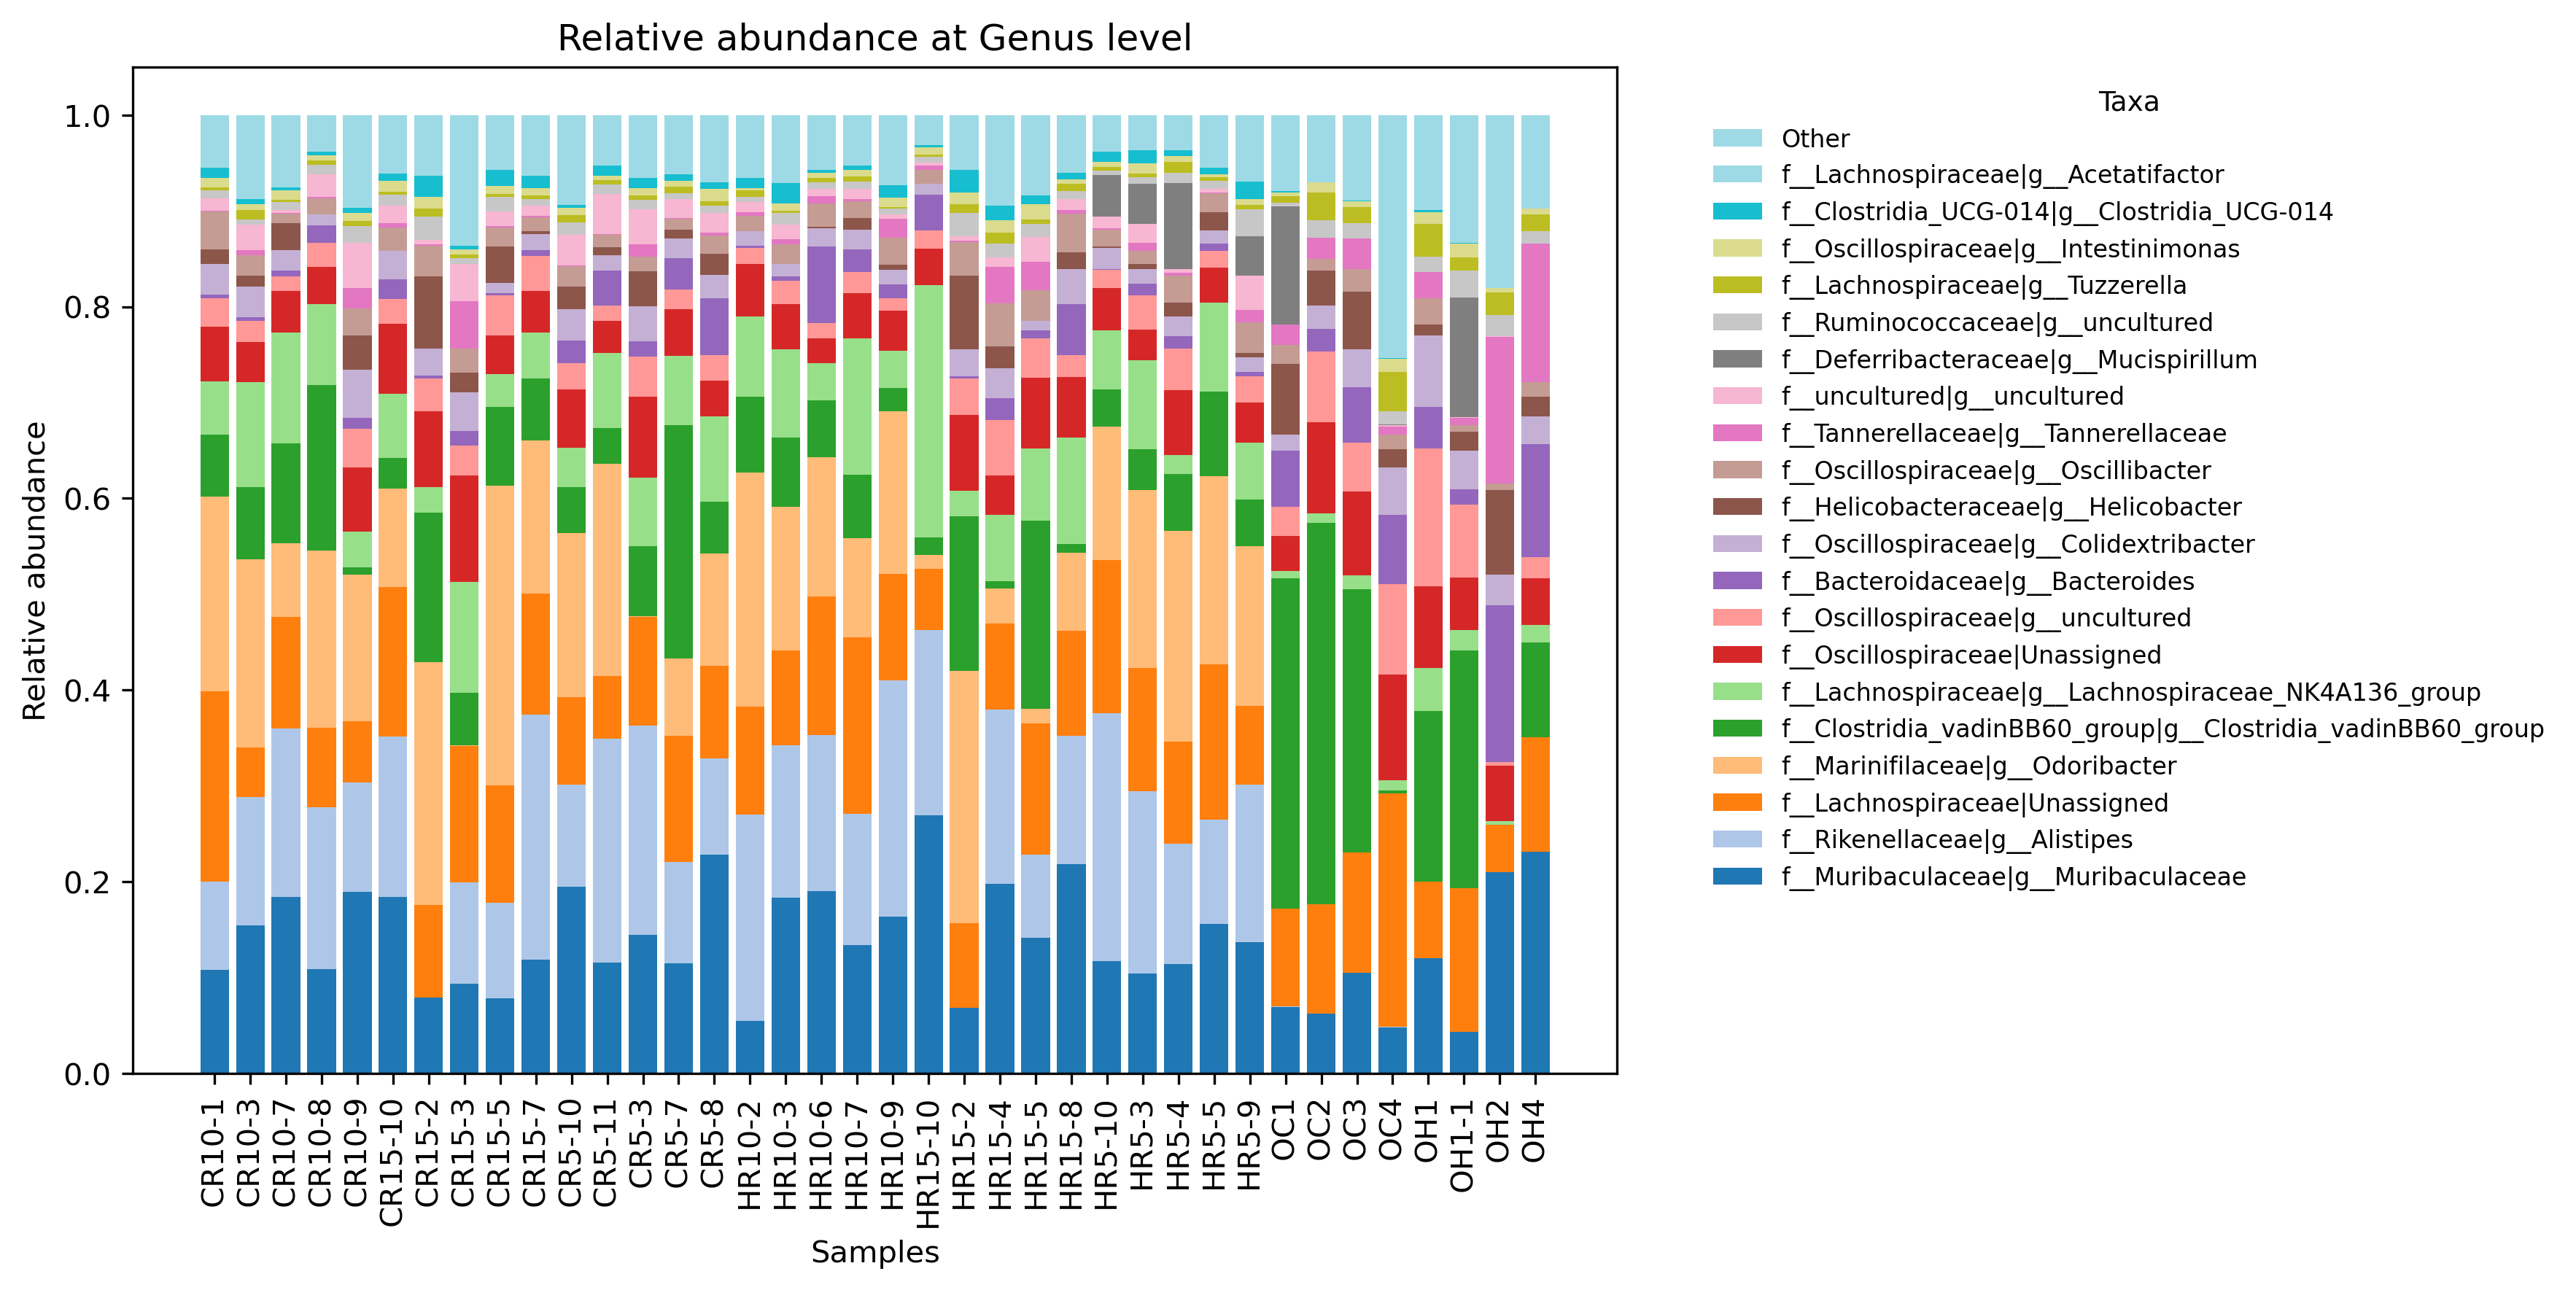 Relative abundance at Genus level
Relative abundance
1.0
0.8
0.6
0.4
0.2
0.0
CR10-1
CR10-3
CR10-7
CR10-8
CR10-9
CR15-10
CR15-2
CR15-3
CR15-5
CR15-7
CR5-10
CR5-11
CR5-3
CR5-7
CR5-8
HR10-2
HR10-3
HR10-6
HR10-7
HR10-9
HR15-10
HR15-2
HR15-4
HR15-5
HR15-8
HR5-10
HR5-3
HR5-4
HR5-5
HR5-9
OC1
OC2
OC3
OC4
OH1
OH1-1
OH2
OH4
Samples
Taxa
Other
f__Lachnospiraceae|g__Acetatifactor
f__Clostridia_UCG-014|g__Clostridia_UCG-014
f__Oscillospiraceae|g__Intestinimonas
f__Lachnospiraceae|g__Tuzzerella
f__Ruminococcaceae|g__uncultured
f__Deferribacteraceae|g__Mucispirillum
f__uncultured|g__uncultured
f__Tannerellaceae|g__Tannerellaceae
f__Oscillospiraceae|g__Oscillibacter
f__Helicobacteraceae|g__Helicobacter
f__Oscillospiraceae|g__Colidextribacter
f__Bacteroidaceae|g__Bacteroides
f__Oscillospiraceae|g__uncultured
f__Oscillospiraceae|Unassigned
f__Lachnospiraceae|g__Lachnospiraceae_NK4A136_group
f__Clostridia_vadinBB60_group|g__Clostridia_vadinBB60_group
f__Marinifilaceae|g__Odoribacter
f__Lachnospiraceae|Unassigned
f__Rikenellaceae|g__Alistipes
f__Muribaculaceae|g__Muribaculaceae